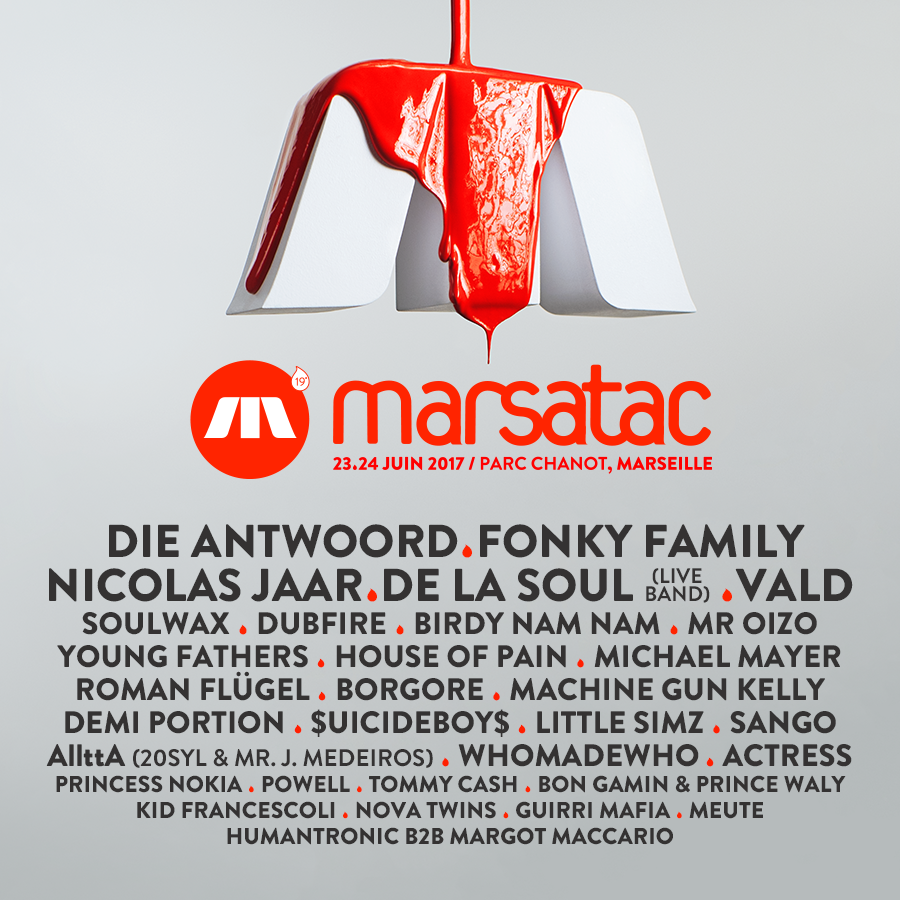 19°
marsatac
23.24 JUIN 2017 / PARC CHANOT, MARSEILLE
DIE ANTWOORD.FONKY FAMILY
NICOLAS JAAR.DE LA SOUL (LIVE BAND) .VALD
SOULWAX . DUBFIRE . BIRDY NAM NAM . MR OIZO
YOUNG FATHERS . HOUSE OF PAIN . MICHAEL MAYER
ROMAN FLÜGEL . BORGORE . MACHINE GUN KELLY
DEMI PORTION . $UICIDEBOY$ . LITTLE SIMZ . SANGO
AllttA (20SYL & MR. J. MEDEIROS) . WHOMADEWHO . ACTRESS
PRINCESS NOKIA . POWELL . TOMMY CASH . BON GAMIN & PRINCE WALY
KID FRANCESCOLI . NOVA TWINS . GUIRRI MAFIA . MEUTE
HUMANTRONIC B2B MARGOT MACCARIO